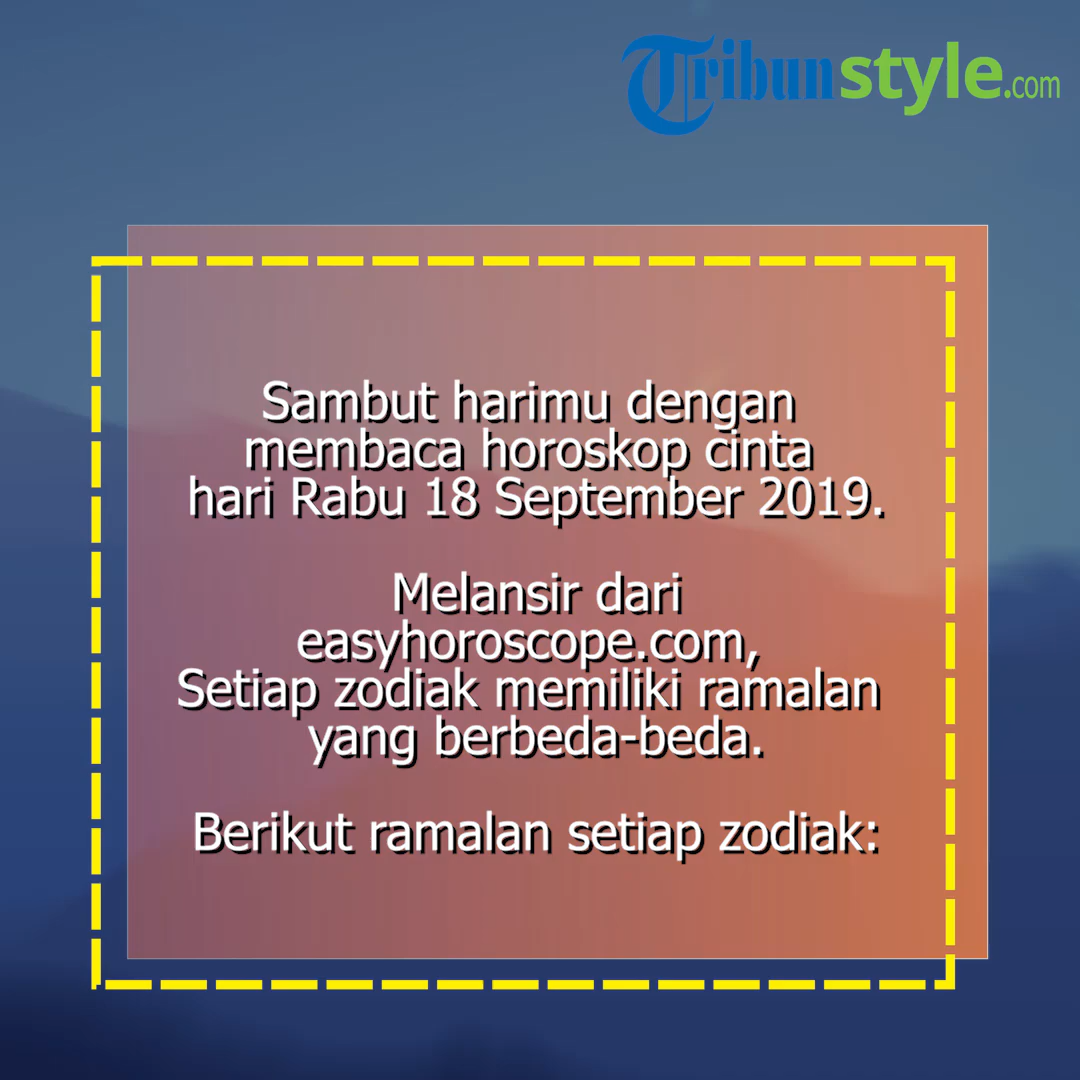 Tribunstyle.com
Sambut harimu dengan
membaca horoskop cinta
hari Rabu 18 September 2019.
Melansir dari
easyhoroscope.com,
Setiap zodiak memiliki ramalan
yang berbeda-beda.
Berikut ramalan setiap zodiak: